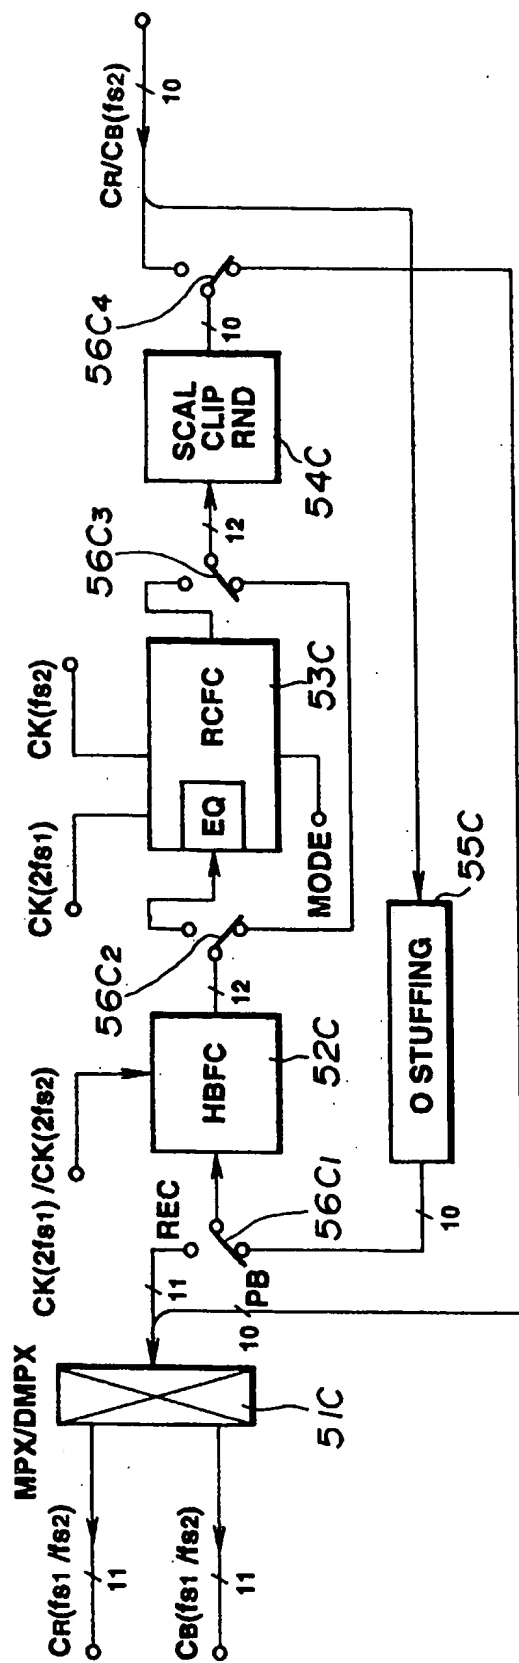 MPX/DMPX
CR(fs1 /fs2)
11
CB(fs1 /fs2)
11
51C
11
REC
10
PB
56C1
CK(2fs1) /CK(2fs2)
HBFC
52C
12
56C2
CK(2fs1)
CK(fs2)
EQ
RCFC
53C
MODE
56C3
12
SCAL
CLIP
RND
54C
10
56C4
CR/CB(fs2)
10
0 STUFFING
55C
10